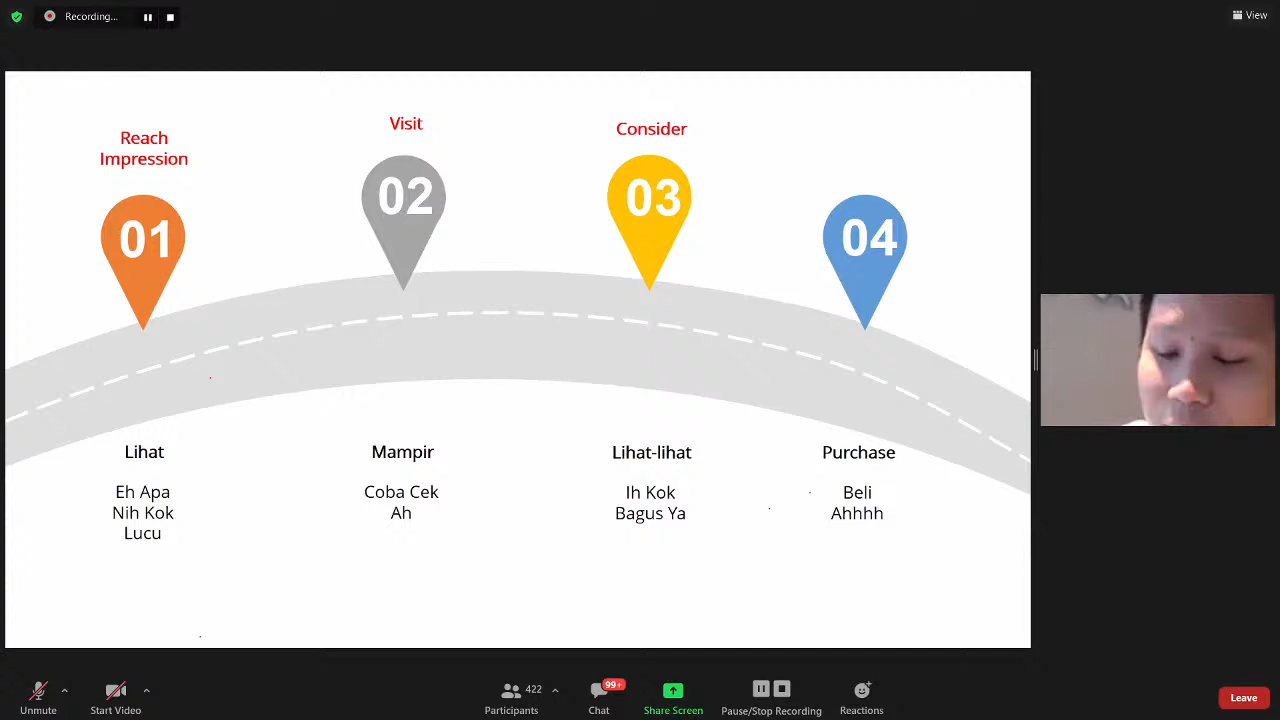 Recording...
View
Reach
Impression
Visit
Consider
01
02
03
04
Lihat
Mampir
Lihat-lihat
Purchase
Eh Apa
Nih Kok
Lucu
Coba Cek
Ah
Ih Kok
Bagus Ya
Beli
Ahhhh
Unmute
Start Video
422
Participants
99+
Chat
Share Screen
Pause/Stop Recording
Reactions
Leave